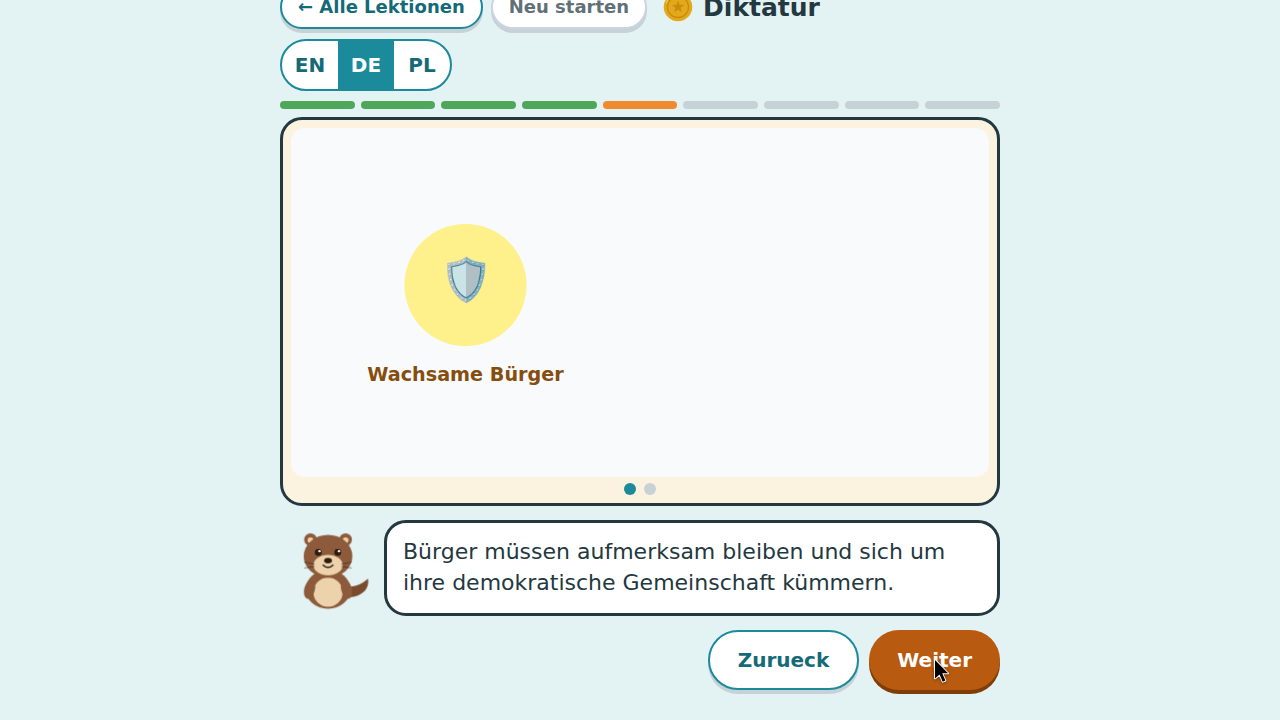 ← Alle Lektionen
Neu starten
Diktatur
EN DE PL
Wachsame Bürger
Bürger müssen aufmerksam bleiben und sich um
ihre demokratische Gemeinschaft kümmern.
Zurueck
Weiter